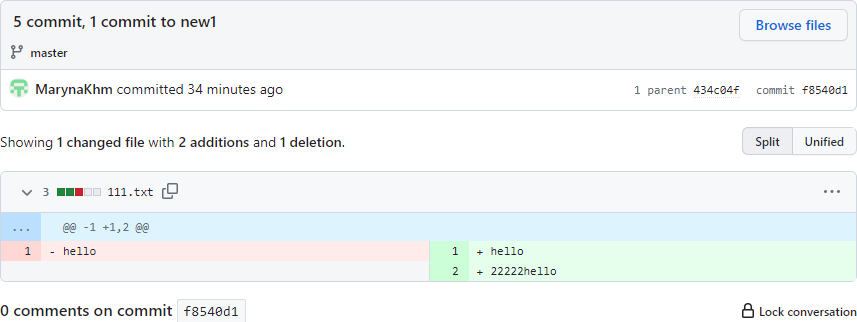 5 commit, 1 commit to new1
Browse files
master
MarynaKhm committed 34 minutes ago
1 parent 434c04f commit f8540d1
Showing 1 changed file with 2 additions and 1 deletion.
Split Unified
3 111.txt
... @@ -1 +1,2 @@
1 - hello 1 + hello
2 + 22222hello
0 comments on commit f8540d1
Lock conversation